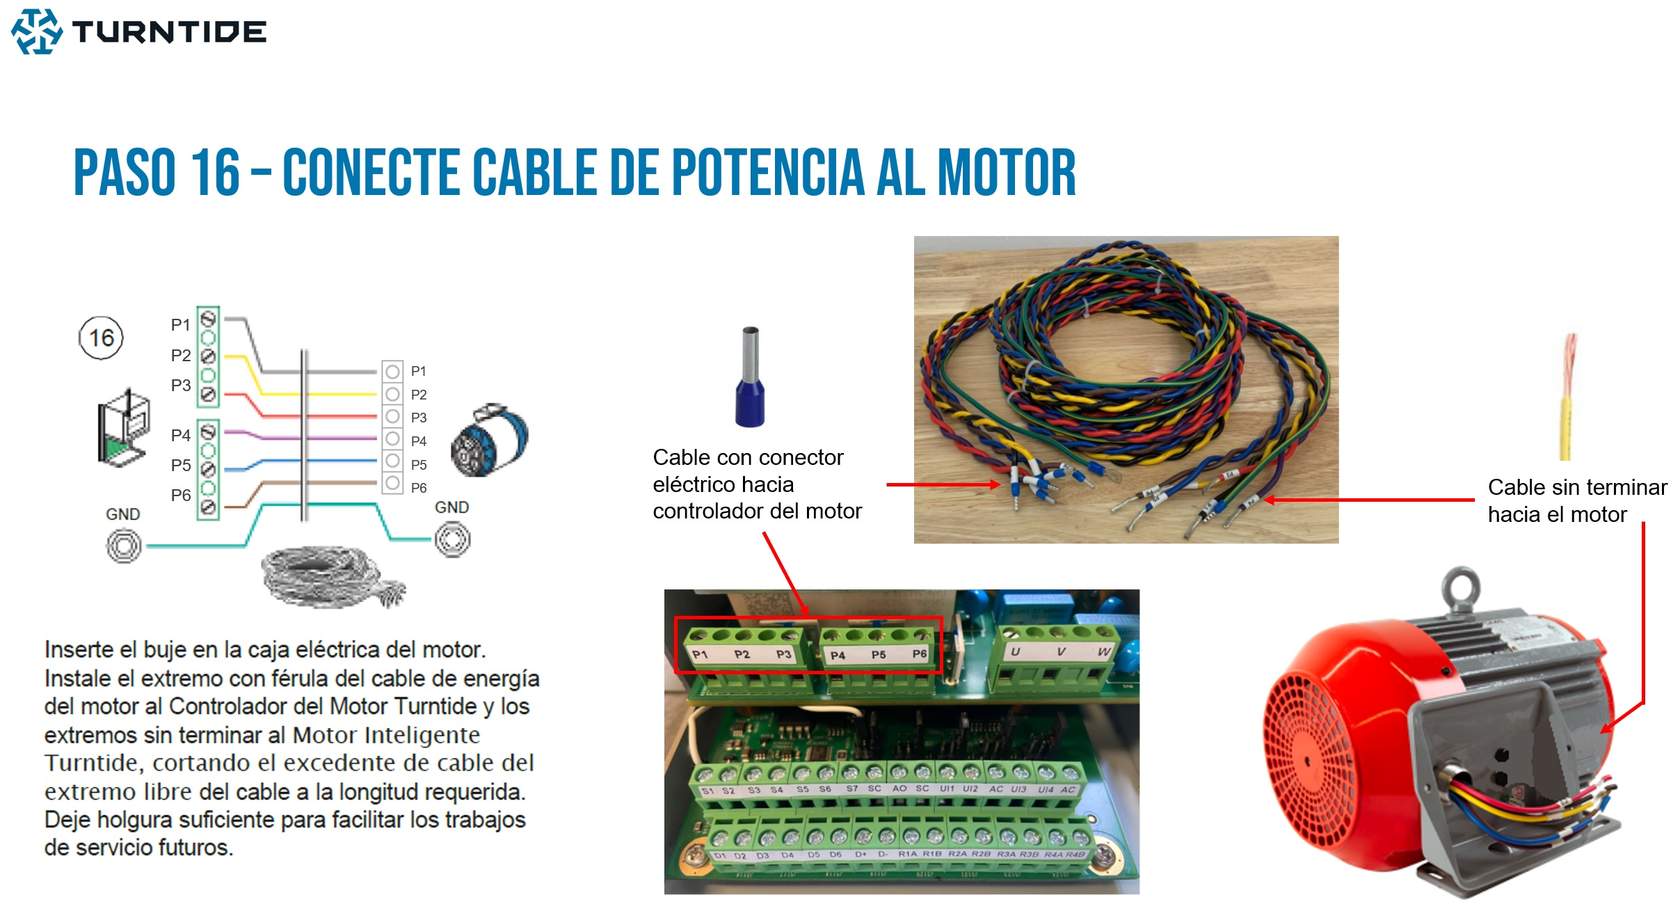 TURNTIDE
PASO 16 – CONECTE CABLE DE POTENCIA AL MOTOR
16
P1
P2
P3
P4
P5
P6
GND
P1
P2
P3
P4
P5
P6
GND
Inserte el buje en la caja eléctrica del motor.
Instale el extremo con férula del cable de energía
del motor al Controlador del Motor Turntide y los
extremos sin terminar al Motor Inteligente
Turntide, cortando el excedente de cable del
extremo libre del cable a la longitud requerida.
Deje holgura suficiente para facilitar los trabajos
de servicio futuros.
Cable con conector
eléctrico hacia
controlador del motor
Cable sin terminar
hacia el motor
P1 P2 P3 P4 P5 P6 U V W
S1 S2 S3 S4 S5 S6 S7 SC AO SC UI1 UI2 AC UI3 UI4 AC
D1 D2 D3 D4 D5 D6 D+ D- R1A R1B R2A R2B R3A R3B R4A R4B